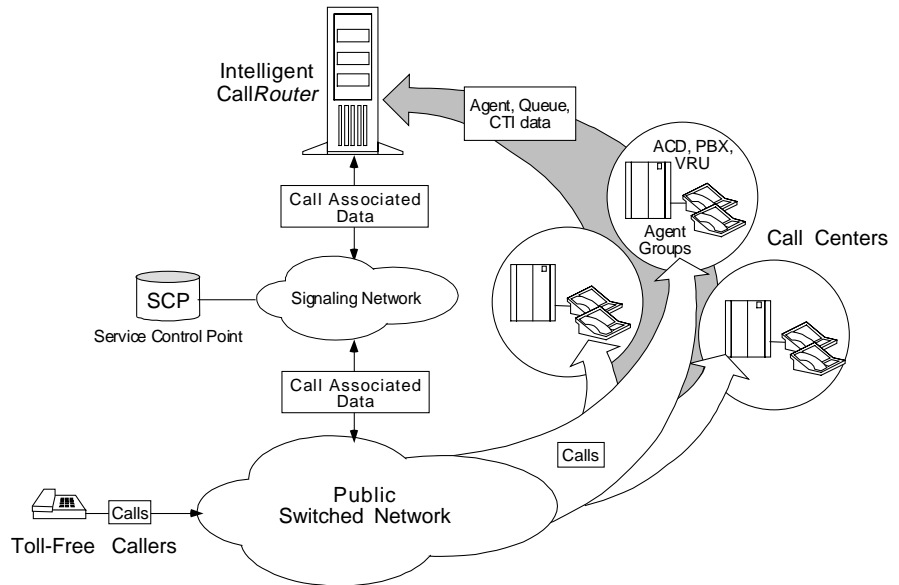 Intelligent
CallRouter
Agent, Queue,
CTI data
ACD, PBX,
VRU
Agent
Groups
Call Centers
Call Associated
Data
SCP
Signaling Network
Service Control Point
Call Associated
Data
Calls
Public
Switched Network
Calls
Toll-Free Callers